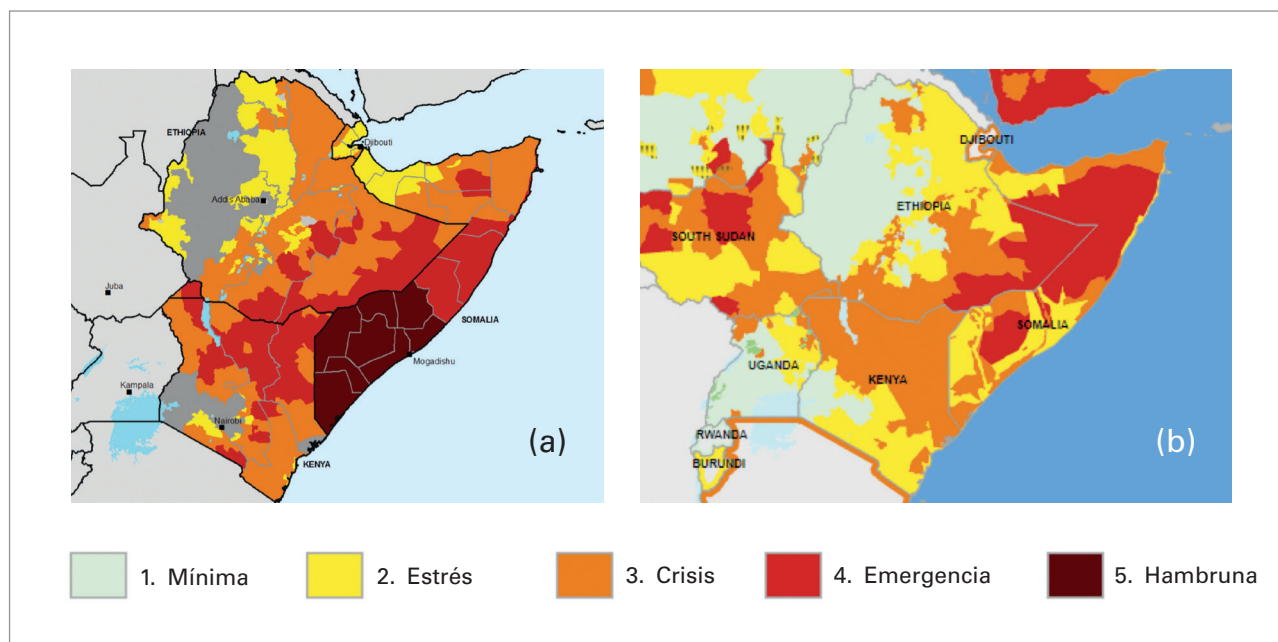 ETHIOPIA
Djibouti
Addis Ababa
Juba
SOMALIA
Mogadishu
Kampala
Nairobi
KENYA
(a)
DJIBOUTI
ETHIOPIA
SOUTH SUDAN
SOMALIA
UGANDA
KENYA
RWANDA
BURUNDI
(b)
1. Mínima
2. Estrés
3. Crisis
4. Emergencia
5. Hambruna